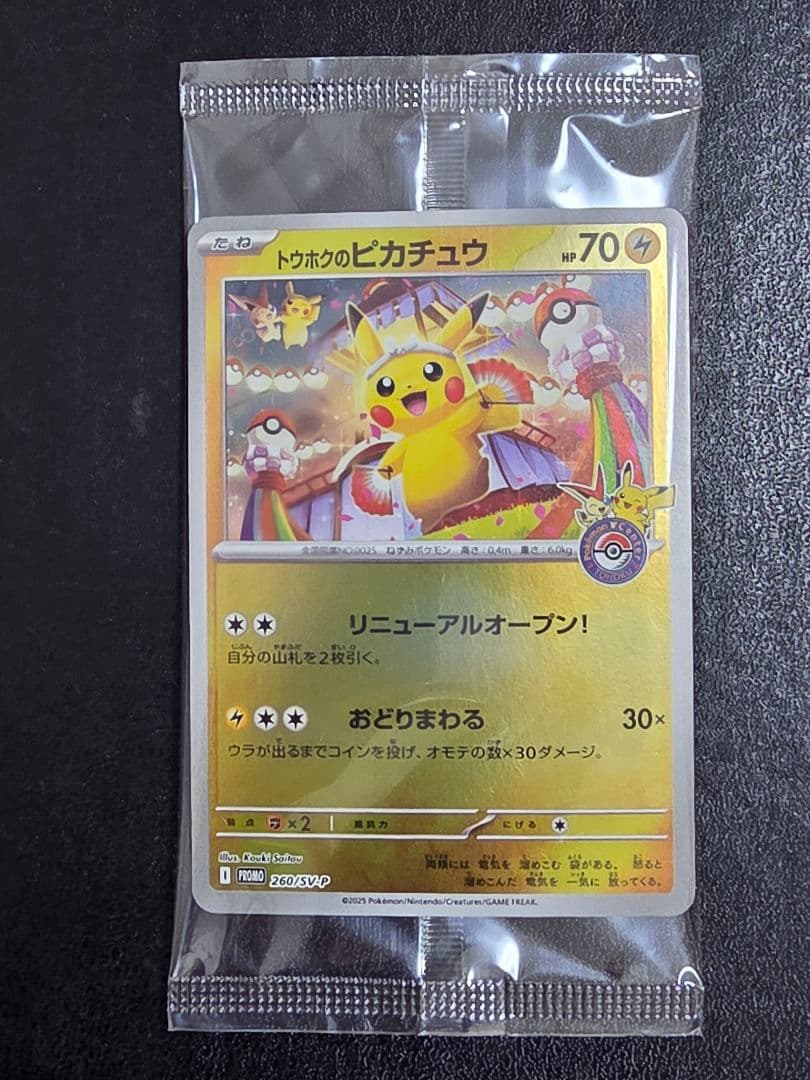 たね
トウホクのピカチュウ
HP 70
全国図鑑NO.0025 ねずみポケモン 高さ:0.4m 重さ:6.0kg
Pokémon Center
TOHOKU
リニューアルオープン!
自分の山札を2枚引く。
おどりまわる 30×
ウラが出るまでコインを投げ、オモテの数×30ダメージ。
弱点 ×2 抵抗力 にげる
Illus. Kouki Saitou
両頬には 電気を 溜めこむ 袋がある。 怒ると
I PROMO 260/SV-P
溜めこんだ 電気を 一気に 放ってくる。
©2025 Pokémon/Nintendo/Creatures/GAME FREAK.